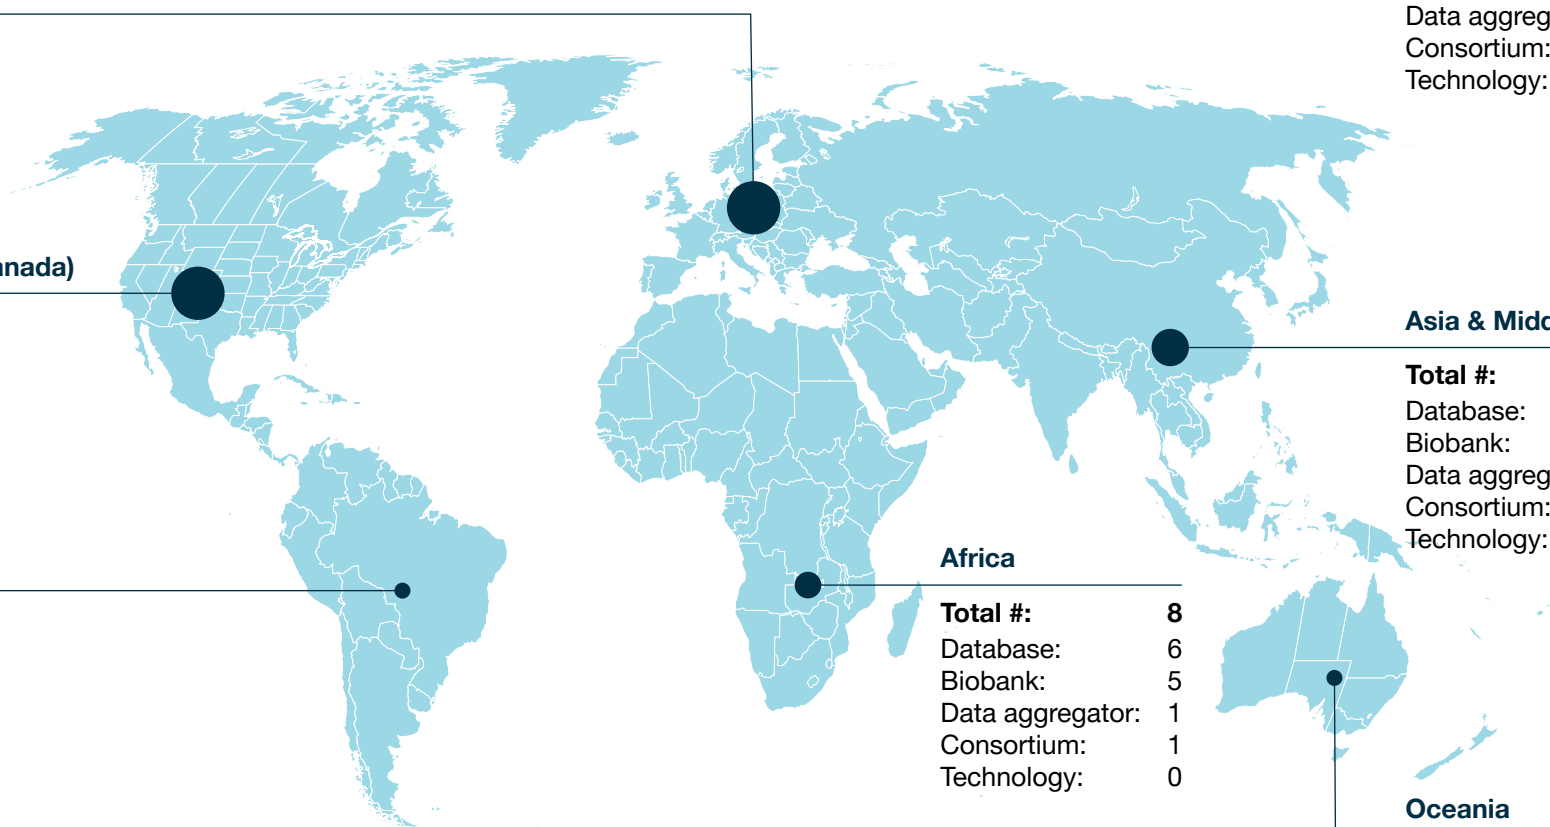 Data aggreg
Consortium:
Technology:
anada)
Asia & Midd
Total #:
Database:
Biobank:
Data aggreg
Consortium:
Technology:
Africa
Total #: 8
Database: 6
Biobank: 5
Data aggregator: 1
Consortium: 1
Technology: 0
Oceania